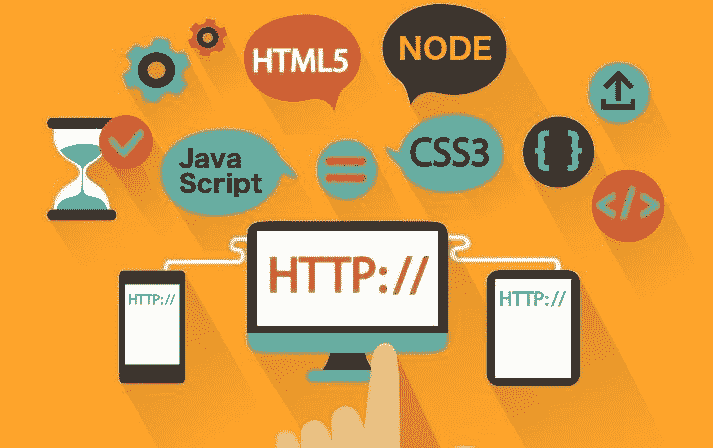 HTML5
NODE
Java
Script
=
CSS3
{}
</>
HTTP://
HTTP://
HTTP://